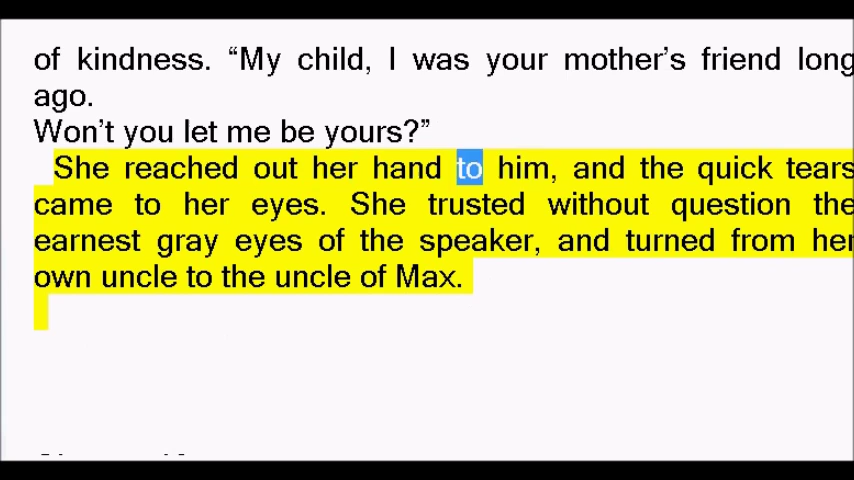 of kindness. “My child, I was your mother’s friend long
ago.
Won’t you let me be yours?”
She reached out her hand to him, and the quick tears
came to her eyes. She trusted without question the
earnest gray eyes of the speaker, and turned from her
own uncle to the uncle of Max.